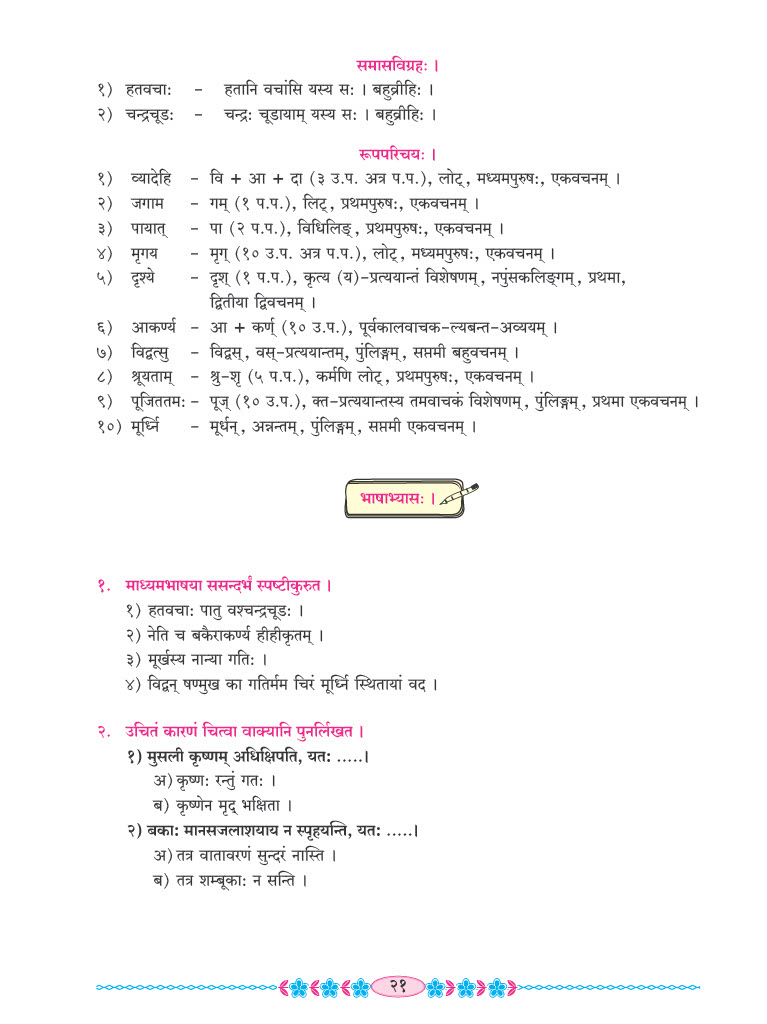 समासविग्रहः ।
१) हतवचाः - हतानि वचांसि यस्य सः । बहुव्रीहिः ।
२) चन्द्रचूडः - चन्द्रः चूडायाम् यस्य सः । बहुव्रीहिः ।
रूपपरिचयः ।
१) व्यादेहि - वि + आ + दा (३ उ.प. अत्र प.प.), लोट्, मध्यमपुरुषः, एकवचनम् ।
२) जगाम - गम् (१ प.प.), लिट्, प्रथमपुरुषः, एकवचनम् ।
३) पायात् - पा (२ प.प.), विधिलिङ्, प्रथमपुरुषः, एकवचनम् ।
४) मृगय - मृग् (१० उ.प. अत्र प.प.), लोट्, मध्यमपुरुषः, एकवचनम् ।
५) दृश्ये - दृश् (१ प.प.), कृत्य (य)-प्रत्ययान्तं विशेषणम्, नपुंसकलिङ्गम्, प्रथमा,
द्वितीया द्विवचनम् ।
६) आकर्ण्य - आ + कर्ण् (१० उ.प.), पूर्वकालवाचक-ल्यबन्त-अव्ययम् ।
७) विद्वत्सु - विद्वस्, वस्-प्रत्ययान्तम्, पुंलिङ्गम्, सप्तमी बहुवचनम् ।
८) श्रूयताम् - श्रु-शृ (५ प.प.), कर्मणि लोट्, प्रथमपुरुषः, एकवचनम् ।
९) पूजिततमः - पूज् (१० उ.प.), क्त-प्रत्ययान्तस्य तमवाचकं विशेषणम्, पुंलिङ्गम्, प्रथमा एकवचनम् ।
१०) मूर्ध्नि - मूर्धन्, अन्नन्तम्, पुंलिङ्गम्, सप्तमी एकवचनम् ।
भाषाभ्यासः ।
१. माध्यमभाषया ससन्दर्भं स्पष्टीकुरुत ।
१) हतवचाः पातु वश्चन्द्रचूडः ।
२) नेति च बकैराकर्ण्य हीहीकृतम् ।
३) मूर्खस्य नान्या गतिः ।
४) विद्वन् षण्मुख का गतिर्मम चिरं मूर्ध्नि स्थितायां वद ।
२. उचितं कारणं चित्वा वाक्यानि पुनर्लिखत ।
१) मुसली कृष्णम् अधिक्षिपति, यतः .....।
अ) कृष्णः रन्तुं गतः ।
ब) कृष्णेन मृद् भक्षिता ।
२) बकाः मानसजलाशयाय न स्पृहयन्ति, यतः .....।
अ) तत्र वातावरणं सुन्दरं नास्ति ।
ब) तत्र शम्बूकाः न सन्ति ।
२१